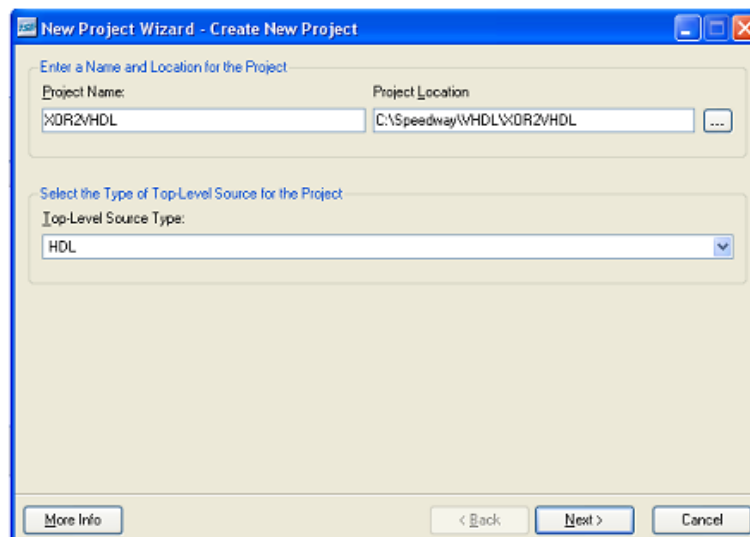 New Project Wizard - Create New Project
Enter a Name and Location for the Project
Project Name:
Project Location
XOR2VHDL
C:\Speedway\VHDL\XOR2VHDL
...
Select the Type of Top-Level Source for the Project
Top-Level Source Type:
HDL
More Info
< Back
Next >
Cancel